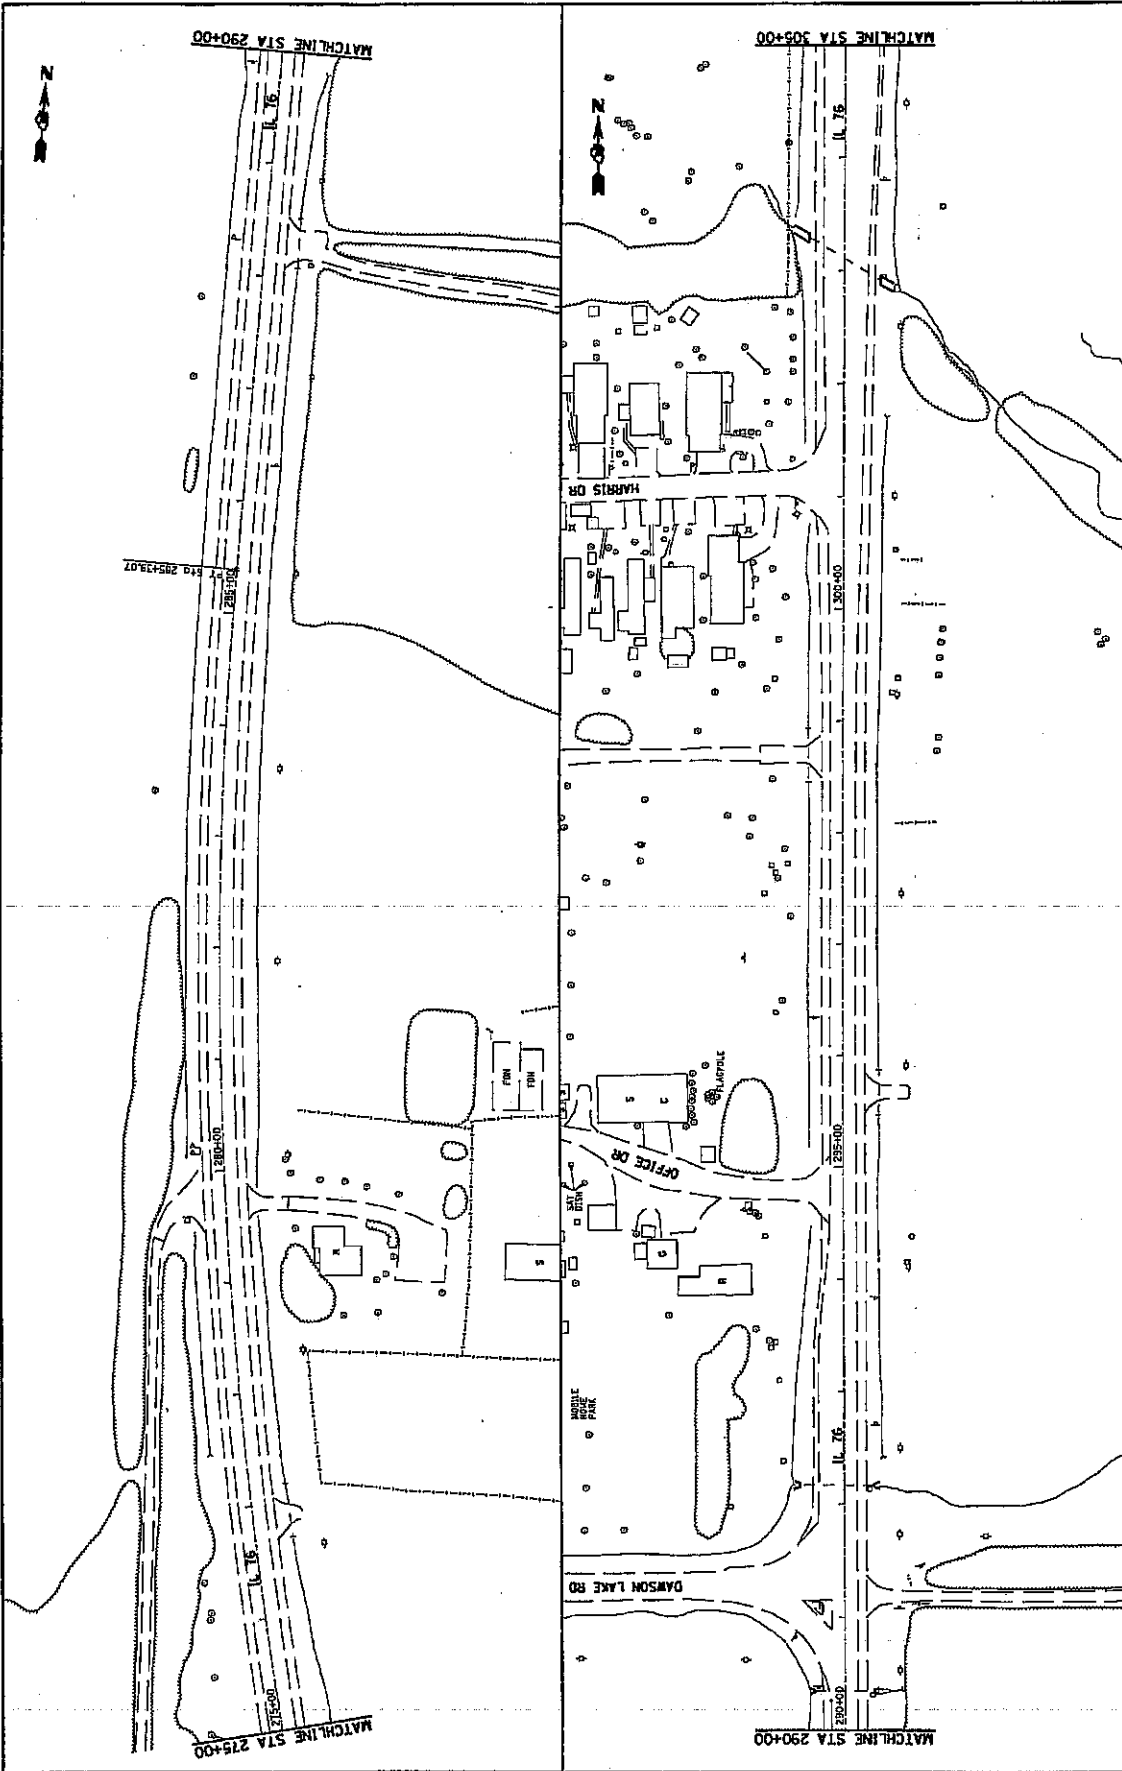 MATCHLINE STA 290+00
N
IL 76
P.T. Sta 285+39.07
285+00
FDN
FDN
280+00
R
S
IL 76
275+00
MATCHLINE STA 275+00
MATCHLINE STA 305+00
N
IL 76
HARRIS DR
300+00
S
C
FLAGPOLE
295+00
OFFICE DR
SAT
DISH
G
R
MOBILE
HOME
PARK
IL 76
DAWSON LAKE RD
290+00
MATCHLINE STA 290+00